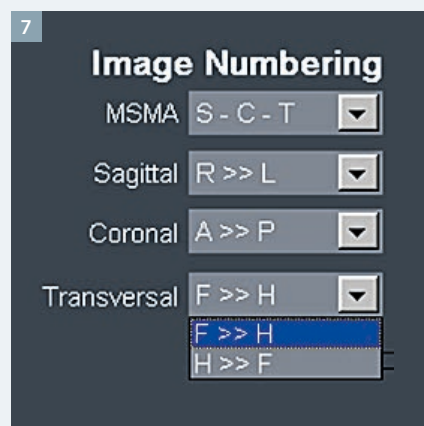 7
Image Numbering
MSMA S - C - T
Sagittal R >> L
Coronal A >> P
Transversal F >> H
F >> H
H >> F